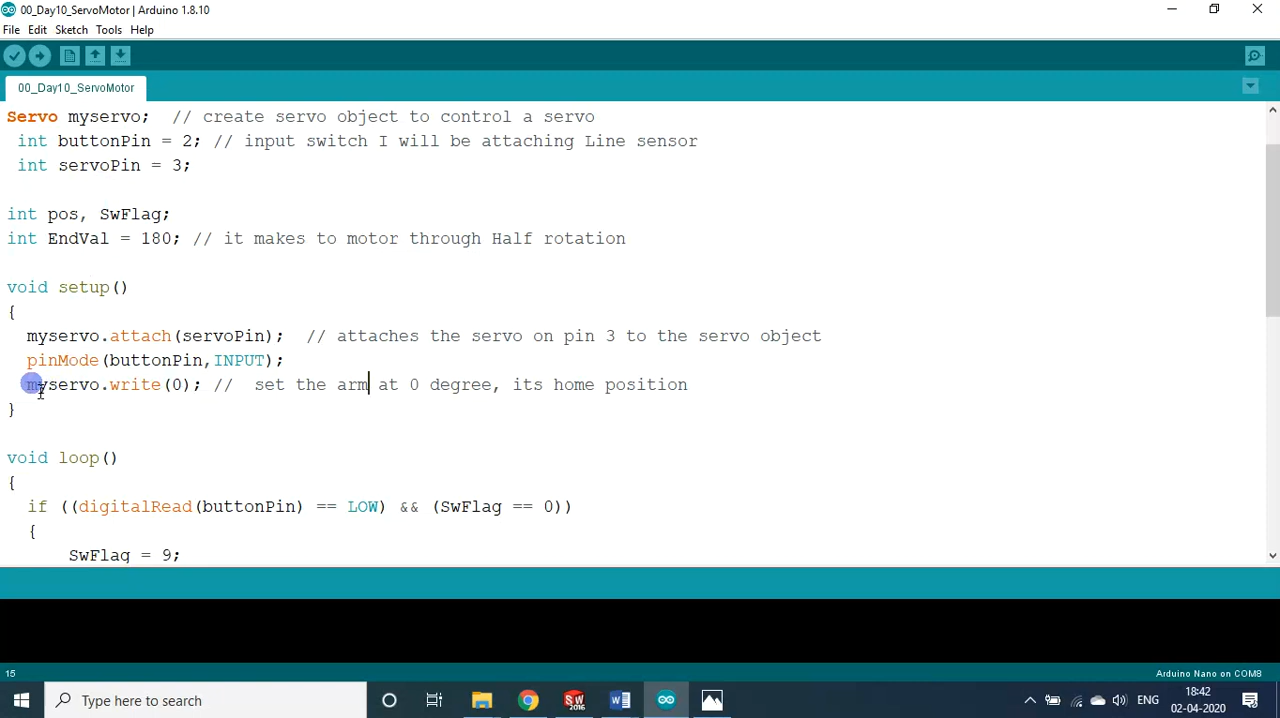 00_Day10_ServoMotor | Arduino 1.8.10
File Edit Sketch Tools Help
00_Day10_ServoMotor
Servo myservo;  // create servo object to control a servo
int buttonPin = 2; // input switch I will be attaching Line sensor
int servoPin = 3;
int pos, SwFlag;
int EndVal = 180; // it makes to motor through Half rotation
void setup()
{
myservo.attach(servoPin);  // attaches the servo on pin 3 to the servo object
pinMode(buttonPin,INPUT);
myservo.write(0); //  set the arm at 0 degree, its home position
}
void loop()
{
if ((digitalRead(buttonPin) == LOW) && (SwFlag == 0))
{
SwFlag = 9;
15
Arduino Nano on COM8
Type here to search
SW
2016
ENG
18:42
02-04-2020